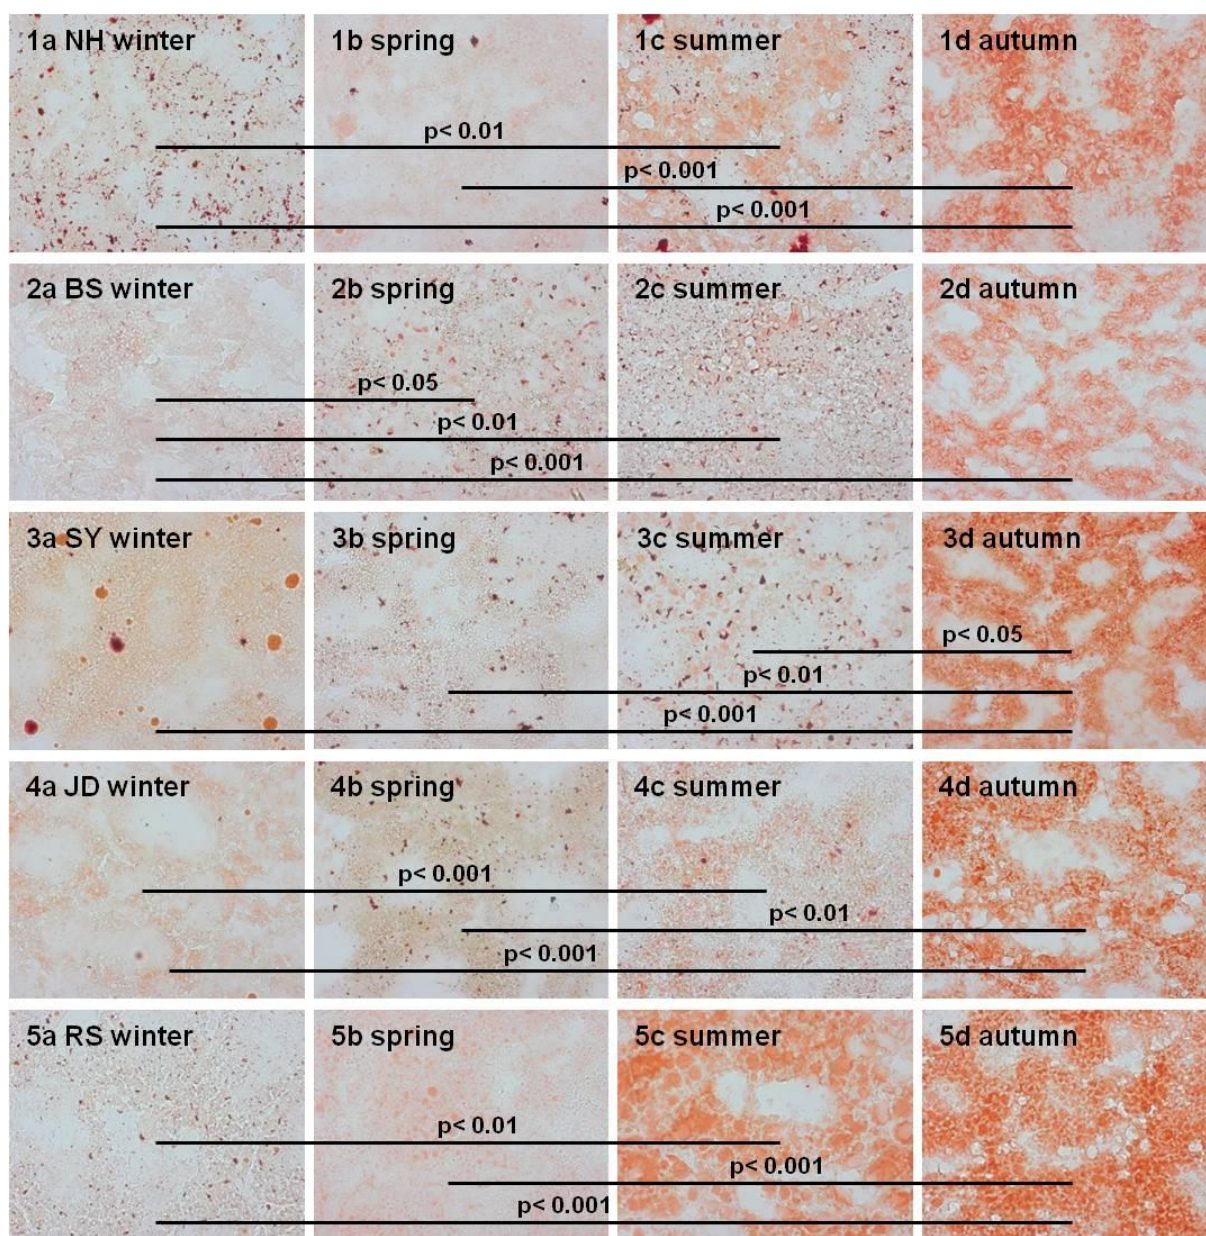 1a NH winter
1b spring
1c summer
1d autumn
p< 0.01
p< 0.001
p< 0.001
2a BS winter
2b spring
2c summer
2d autumn
p< 0.05
p< 0.01
p< 0.001
3a SY winter
3b spring
3c summer
3d autumn
p< 0.05
p< 0.01
p< 0.001
4a JD winter
4b spring
4c summer
4d autumn
p< 0.001
p< 0.01
p< 0.001
5a RS winter
5b spring
5c summer
5d autumn
p< 0.01
p< 0.001
p< 0.001